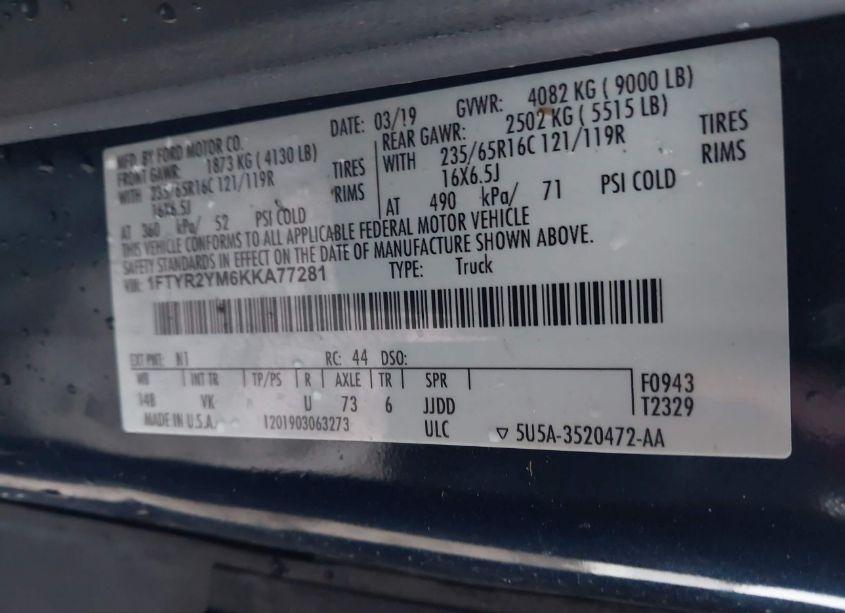 MFD. BY FORD MOTOR CO.
DATE: 03/19 GVWR: 4082 KG ( 9000 LB)
FRONT GAWR: 1873 KG ( 4130 LB)
WITH 235/65R16C 121/119R TIRES
16X6.5J RIMS
AT 360 kPa/ 52 PSI COLD
REAR GAWR: 2502 KG ( 5515 LB)
WITH 235/65R16C 121/119R TIRES
16X6.5J RIMS
AT 490 kPa/ 71 PSI COLD
THIS VEHICLE CONFORMS TO ALL APPLICABLE FEDERAL MOTOR VEHICLE
SAFETY STANDARDS IN EFFECT ON THE DATE OF MANUFACTURE SHOWN ABOVE.
VIN: 1FTYR2YM6KKA77281 TYPE: Truck
EXT PNT: N1 RC: 44 DSO:
WB INT TR TP/PS R AXLE TR SPR
148 VK U 73 6 JJDD
F0943
T2329
MADE IN U.S.A. 1201903063273 ULC ▽ 5U5A-3520472-AA